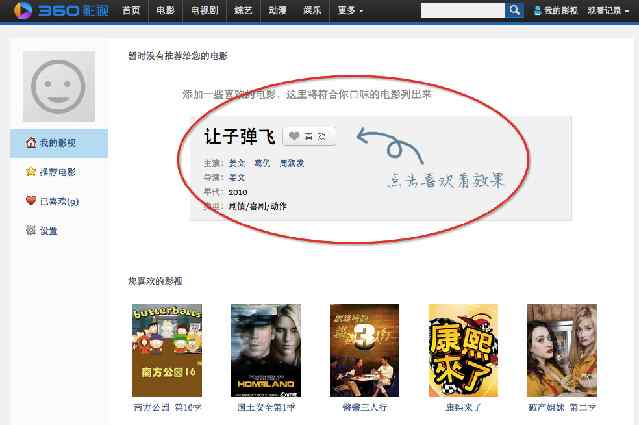 360影视 首页 电影 电视剧 综艺 动漫 娱乐 更多 我的影视 观看记录
暂时没有推荐给您的电影
添加一些喜欢的电影，这里将符合你口味的电影列出来
让子弹飞 喜欢
主演：姜文 葛优 周润发
导演：姜文
年代：2010
类型：剧情/喜剧/动作
点击喜欢看效果
我的影视
推荐电影
已喜欢(9)
设置
您喜欢的影视
butterballs
南方公园16
HOMELAND
锵锵3人行
康熙来了
南方公园 第16季 国土安全第1季 锵锵三人行 康熙来了 破产姐妹 第二季